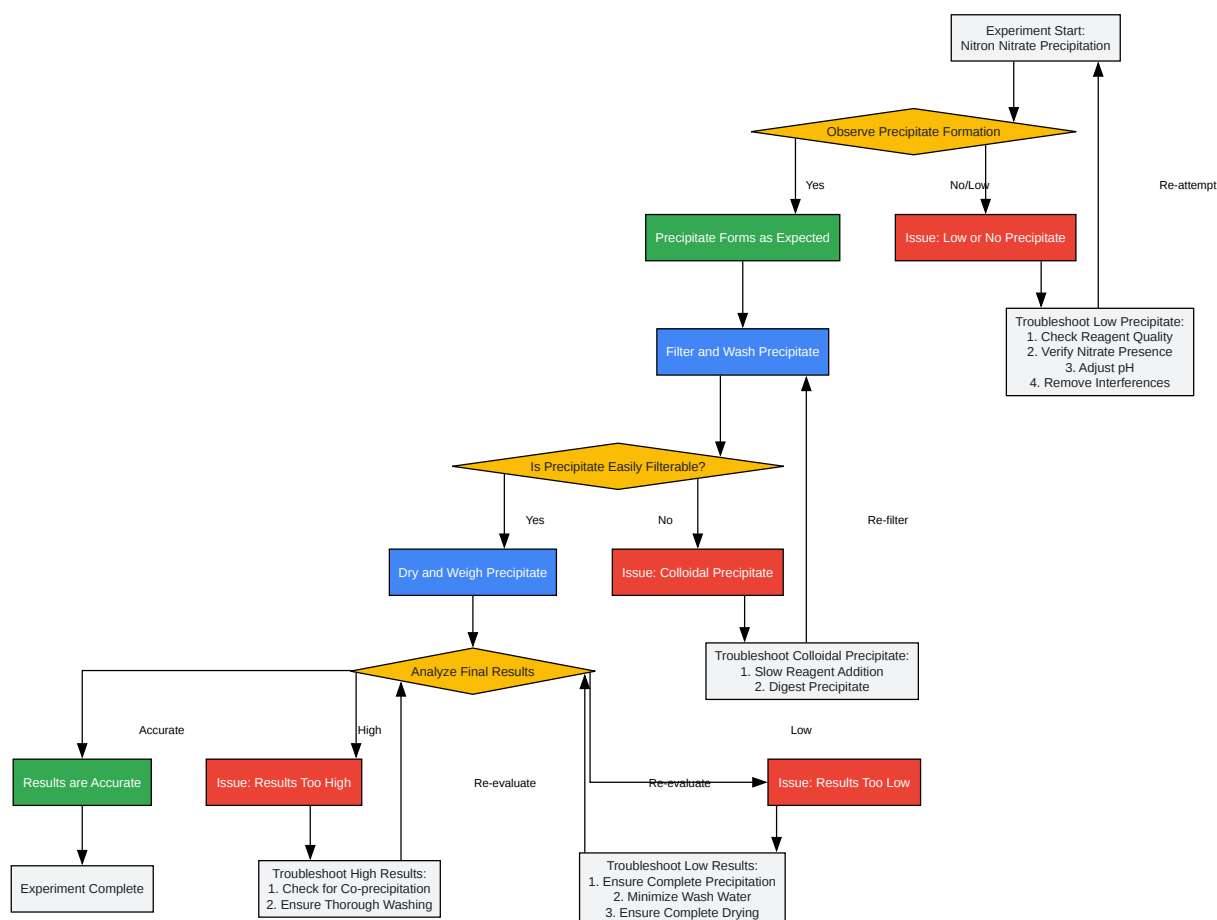 Experiment Start:
Nitron Nitrate Precipitation
Observe Precipitate Formation
Yes
No/Low
Re-attempt
Precipitate Forms as Expected
Issue: Low or No Precipitate
Troubleshoot Low Precipitate:
1. Check Reagent Quality
2. Verify Nitrate Presence
3. Adjust pH
4. Remove Interferences
Filter and Wash Precipitate
Is Precipitate Easily Filterable?
Yes
No
Re-filter
Dry and Weigh Precipitate
Issue: Colloidal Precipitate
Troubleshoot Colloidal Precipitate:
1. Slow Reagent Addition
2. Digest Precipitate
Analyze Final Results
Accurate
High
Low
Results are Accurate
Issue: Results Too High
Re-evaluate
Re-evaluate
Issue: Results Too Low
Experiment Complete
Troubleshoot High Results:
1. Check for Co-precipitation
2. Ensure Thorough Washing
Troubleshoot Low Results:
1. Ensure Complete Precipitation
2. Minimize Wash Water
3. Ensure Complete Drying